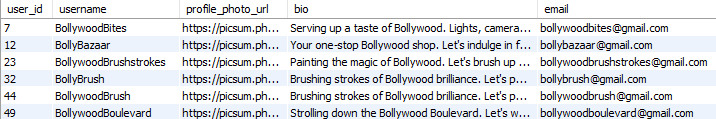 user_id username profile_photo_url bio email
7 BollywoodBites https://picsum.ph... Serving up a taste of Bollywood. Lights, camera... bollywoodbites@gmail.com
12 BollyBazaar https://picsum.ph... Your one-stop Bollywood shop. Let's indulge in f... bollybazaar@gmail.com
23 BollywoodBrushstrokes https://picsum.ph... Painting the magic of Bollywood. Let's brush up ... bollywoodbrushstrokes@gmail.com
32 BollyBrush https://picsum.ph... Brushing strokes of Bollywood brilliance. Let's p... bollybrush@gmail.com
44 BollywoodBrush https://picsum.ph... Brushing strokes of Bollywood brilliance. Let's p... bollywoodbrush@gmail.com
49 BollywoodBoulevard https://picsum.ph... Strolling down the Bollywood Boulevard. Let's w... bollywoodboulevard@gmail.com